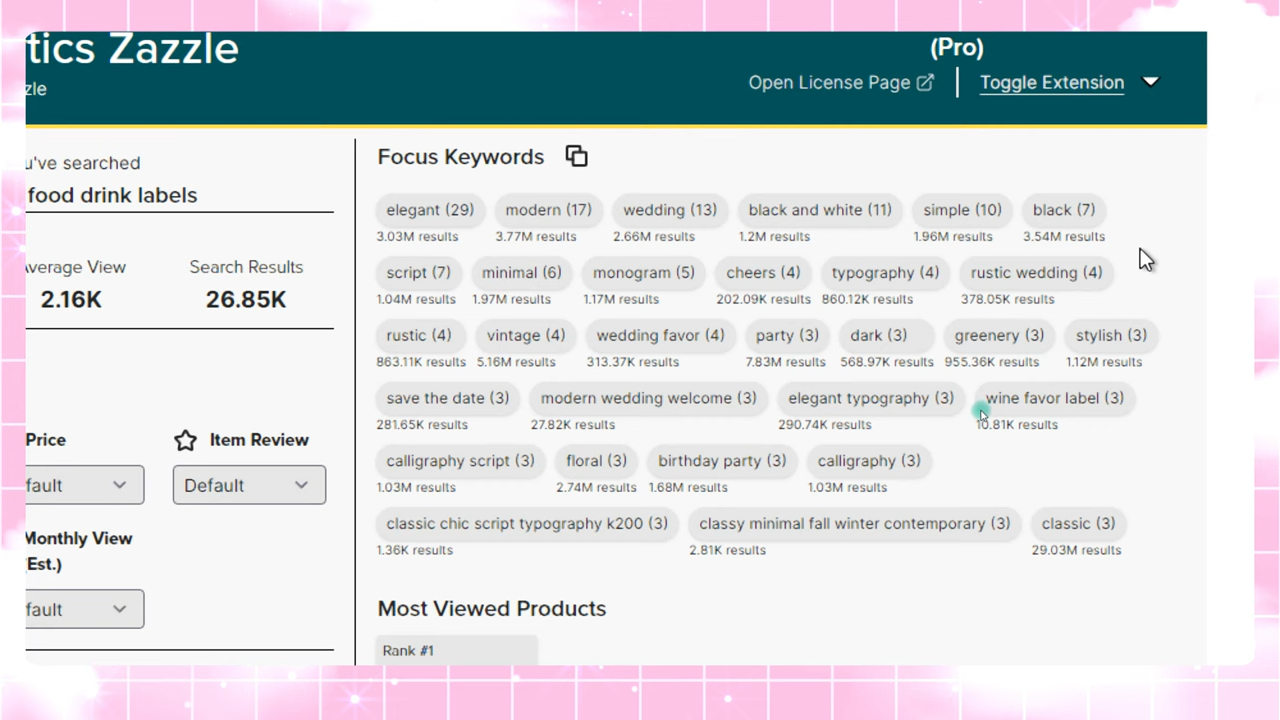 tics Zazzle
zle
(Pro)
Open License Page
Toggle Extension
u've searched
food drink labels
verage View
2.16K
Search Results
26.85K
Price
Item Review
fault
Default
Monthly View
Est.)
fault
Focus Keywords
elegant (29) modern (17) wedding (13) black and white (11) simple (10) black (7)
3.03M results 3.77M results 2.66M results 1.2M results 1.96M results 3.54M results
script (7) minimal (6) monogram (5) cheers (4) typography (4) rustic wedding (4)
1.04M results 1.97M results 1.17M results 202.09K results 860.12K results 378.05K results
rustic (4) vintage (4) wedding favor (4) party (3) dark (3) greenery (3) stylish (3)
863.11K results 5.16M results 313.37K results 7.83M results 568.97K results 955.36K results 1.12M results
save the date (3) modern wedding welcome (3) elegant typography (3) wine favor label (3)
281.65K results 27.82K results 290.74K results 10.81K results
calligraphy script (3) floral (3) birthday party (3) calligraphy (3)
1.03M results 2.74M results 1.68M results 1.03M results
classic chic script typography k200 (3) classy minimal fall winter contemporary (3) classic (3)
1.36K results 2.81K results 29.03M results
Most Viewed Products
Rank #1